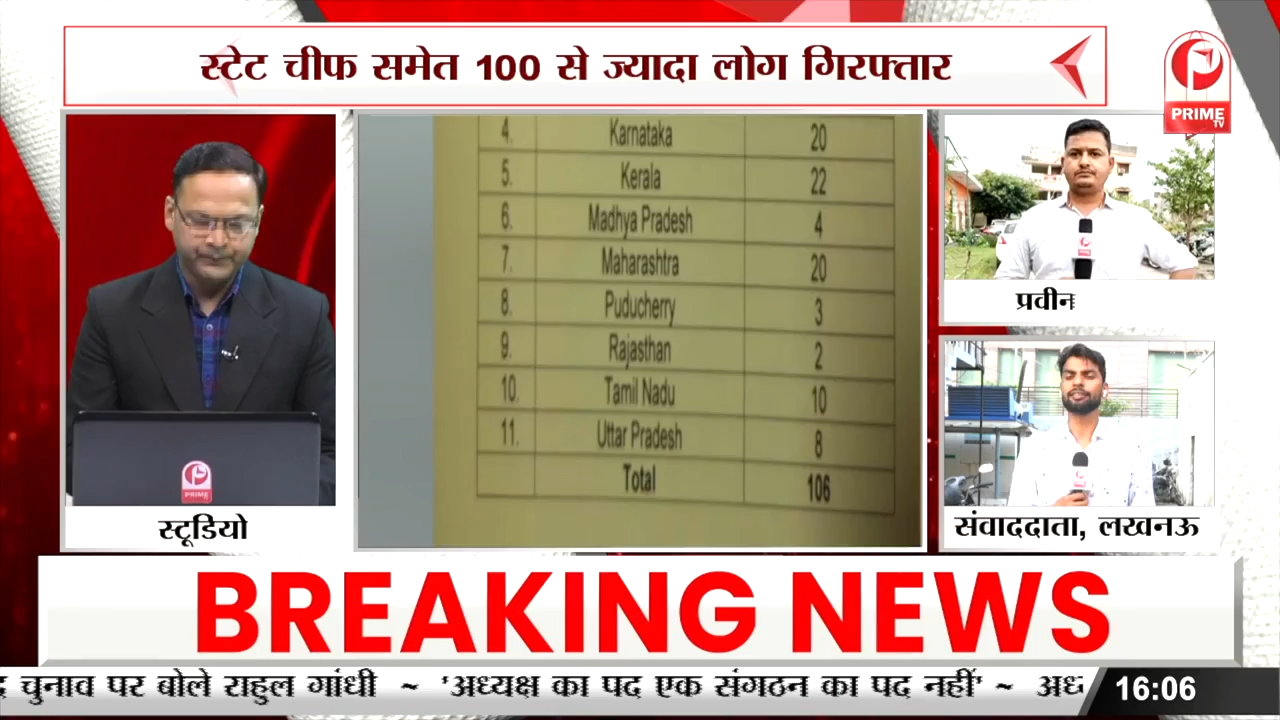 स्टेट चीफ समेत 100 से ज्यादा लोग गिरफ्तार
PRIME
TV
4. Karnataka 20
5. Kerala 22
6. Madhya Pradesh 4
7. Maharashtra 20
8. Puducherry 3
9. Rajasthan 2
10. Tamil Nadu 10
11. Uttar Pradesh 8
Total 106
PRIME
स्टूडियो
प्रवीन
संवाददाता, लखनऊ
BREAKING NEWS
चुनाव पर बोले राहुल गांधी ~ 'अध्यक्ष का पद एक संगठन का पद नहीं' ~
16:06